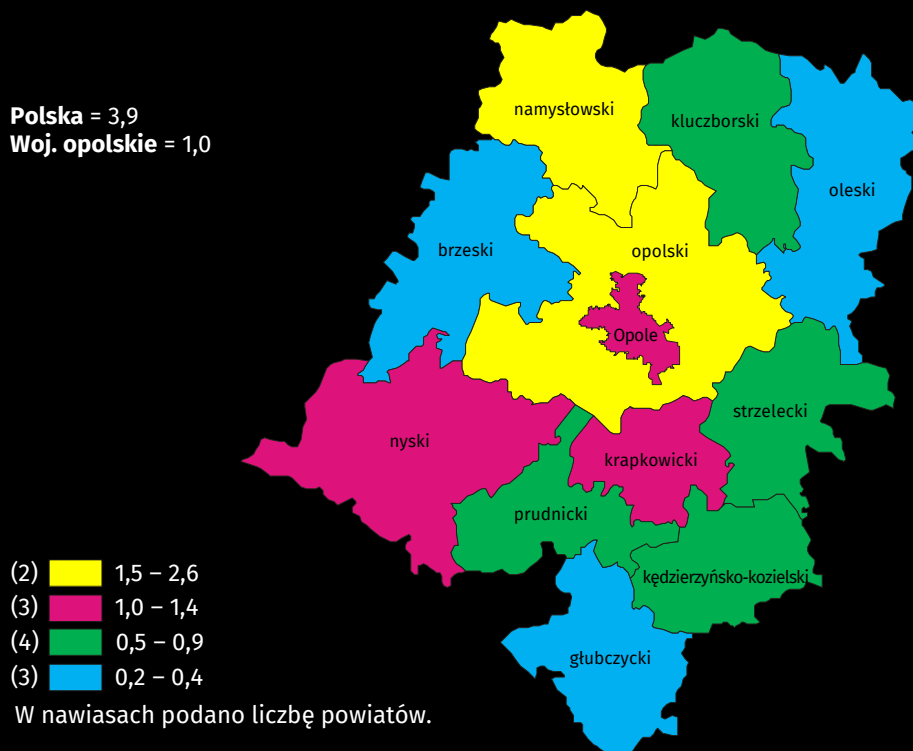 Polska = 3,9
Woj. opolskie = 1,0
namysłowski
kluczborski
oleski
brzeski
opolski
Opole
strzelecki
nyski
krapkowicki
prudnicki
kędzierzyńsko-kozielski
głubczycki
(2) 1,5 – 2,6
(3) 1,0 – 1,4
(4) 0,5 – 0,9
(3) 0,2 – 0,4
W nawiasach podano liczbę powiatów.